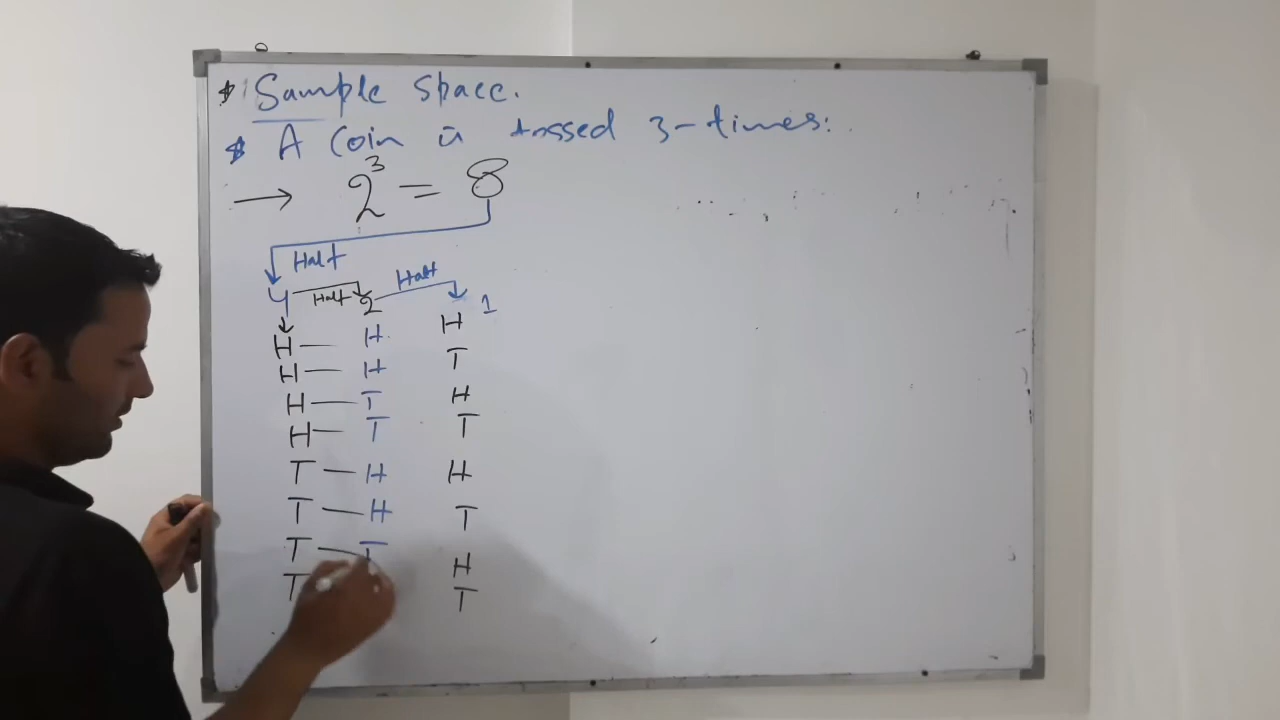 * Sample space.
* A Coin is tossed 3-times:
→ 2³ = 8
Half
Half
Half
4 2 1
H — H H
H — H T
H — T H
H — T T
T — H H
T — H T
T — T H
T T